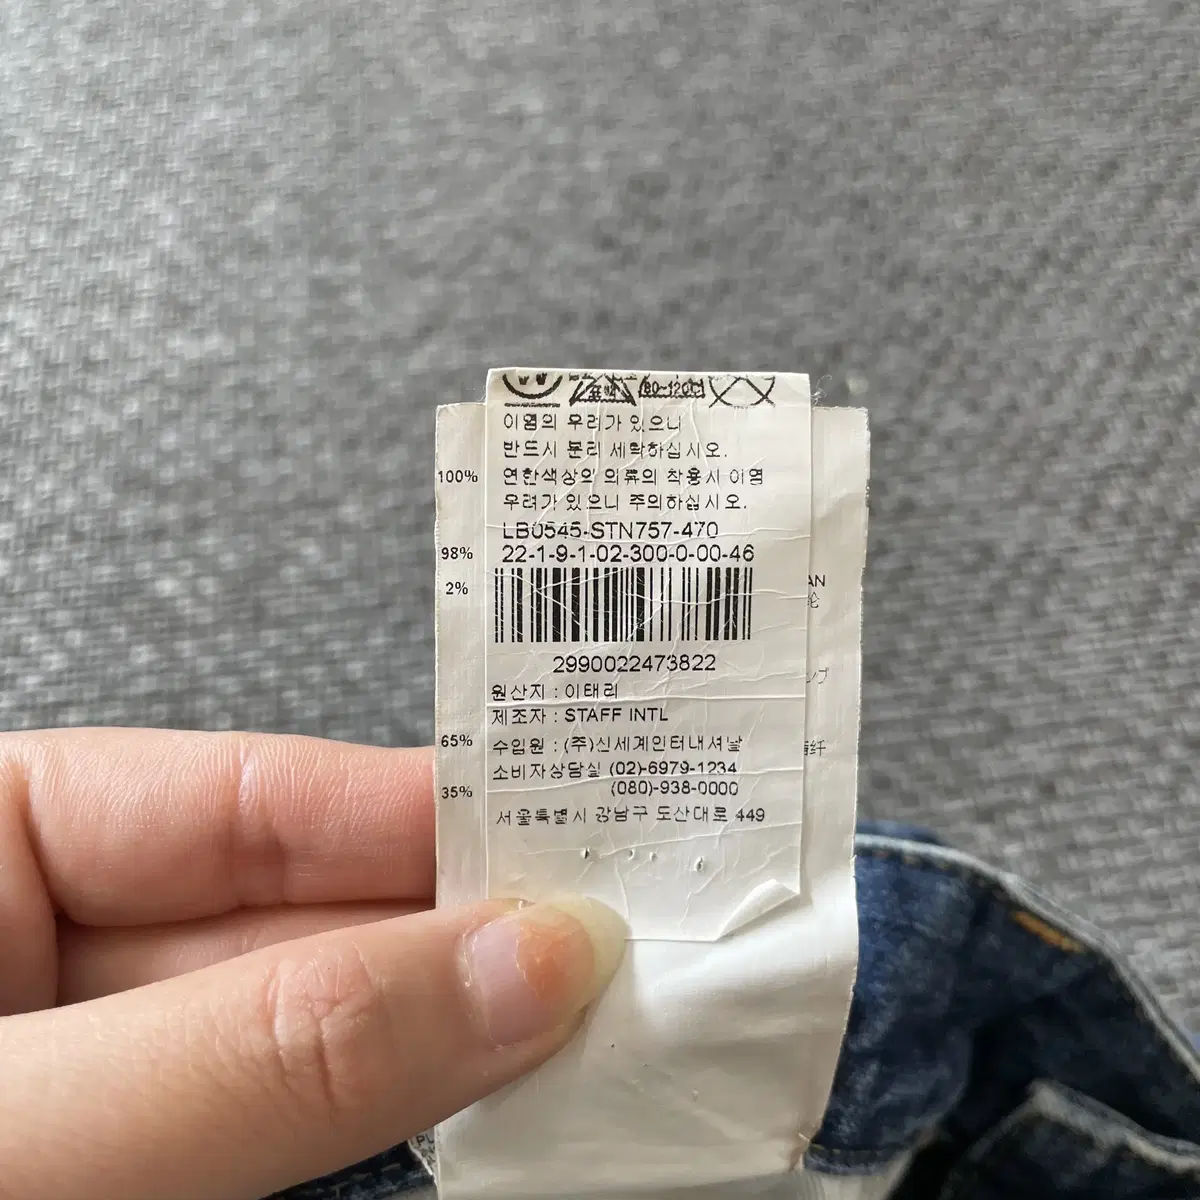 W 표백 80~120℃
이염의 우려가 있으니
반드시 분리 세탁하십시오.
연한색상의 의류의 착용시 이염
우려가 있으니 주의하십시오.
LB0545-STN757-470
22-1-9-1-02-300-0-00-46
2990022473822
원산지 : 이태리
제조자 : STAFF INTL
수입원 : (주)신세계인터내셔날
소비자상담실 (02)-6979-1234
(080)-938-0000
서울특별시 강남구 도산대로 449
100%
98%
2%
65%
35%
AN